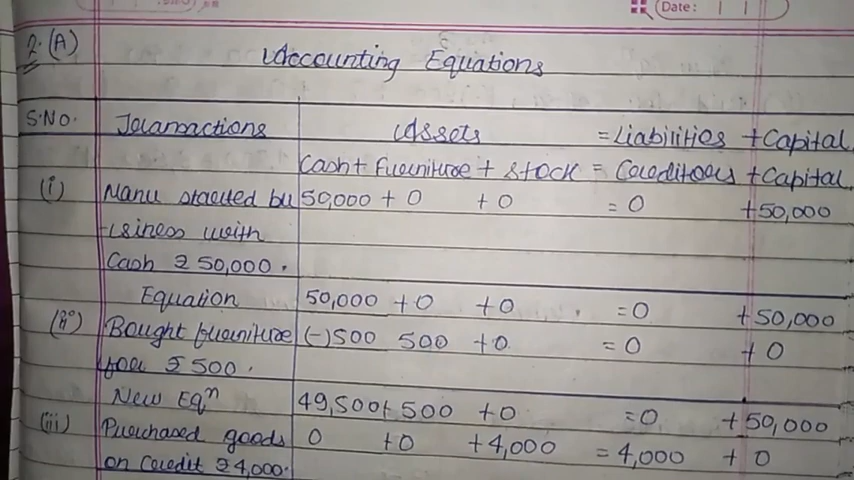 Date:
2. (A) Accounting Equations
S.No. Transactions Assets = Liabilities + Capital
Cash + Furniture + Stock = Creditors + Capital
(i) Manu started bu 50,000 + 0 + 0 = 0 + 50,000
-siness with
Cash ₹ 50,000.
Equation 50,000 + 0 + 0 = 0 + 50,000
(ii) Bought furniture (-) 500 500 + 0 = 0 + 0
for ₹ 500.
New Eqⁿ 49,500 + 500 + 0 = 0 + 50,000
(iii) Purchased goods 0 + 0 + 4,000 = 4,000 + 0
on Credit ₹ 4,000.